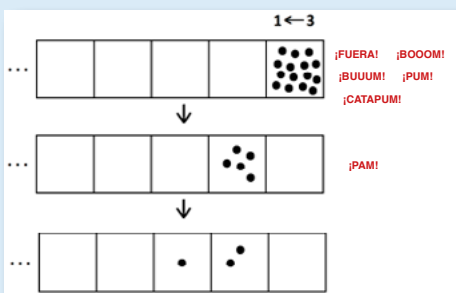 1←3
... ¡FUERA! ¡BOOOM!
¡BUUUM! ¡PUM!
¡CATAPUM!
... ¡PAM!
...